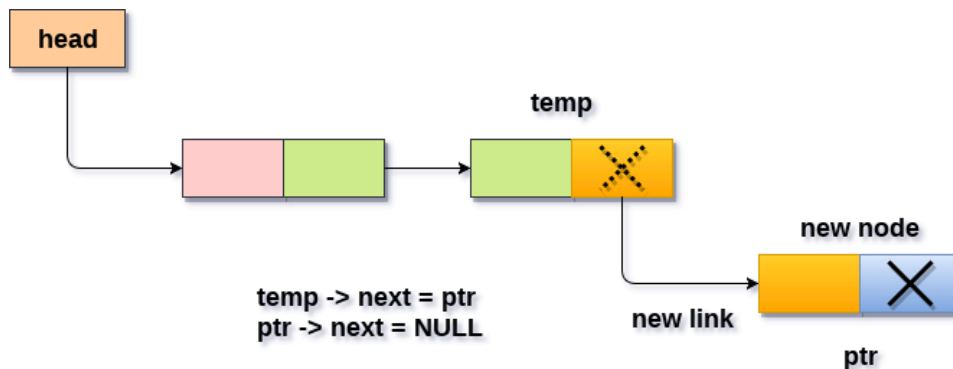 head
temp
new node
temp -> next = ptr
ptr -> next = NULL
new link
ptr